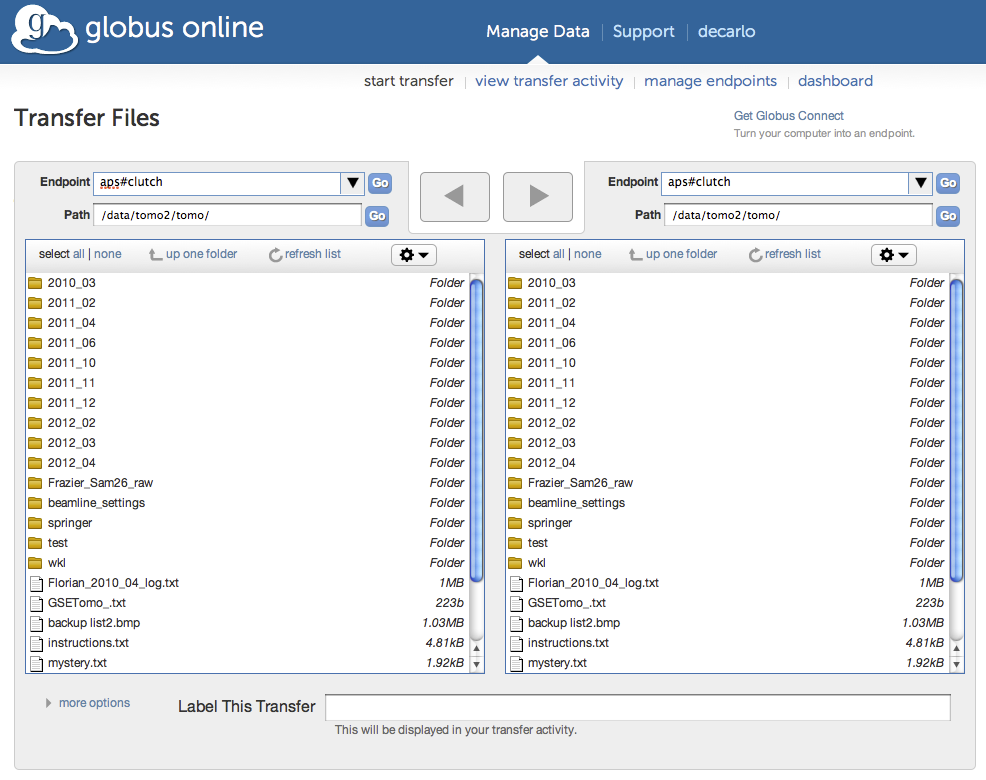 globus online
Manage Data | Support | decarlo
start transfer | view transfer activity | manage endpoints | dashboard
Transfer Files
Get Globus Connect
Turn your computer into an endpoint.
Endpoint aps#clutch Go
Path /data/tomo2/tomo/ Go
select all | none up one folder refresh list
2010_03 Folder
2011_02 Folder
2011_04 Folder
2011_06 Folder
2011_10 Folder
2011_11 Folder
2011_12 Folder
2012_02 Folder
2012_03 Folder
2012_04 Folder
Frazier_Sam26_raw Folder
beamline_settings Folder
springer Folder
test Folder
wkl Folder
Florian_2010_04_log.txt 1MB
GSETomo_.txt 223b
backup list2.bmp 1.03MB
instructions.txt 4.81kB
mystery.txt 1.92kB
Endpoint aps#clutch Go
Path /data/tomo2/tomo/ Go
select all | none up one folder refresh list
2010_03 Folder
2011_02 Folder
2011_04 Folder
2011_06 Folder
2011_10 Folder
2011_11 Folder
2011_12 Folder
2012_02 Folder
2012_03 Folder
2012_04 Folder
Frazier_Sam26_raw Folder
beamline_settings Folder
springer Folder
test Folder
wkl Folder
Florian_2010_04_log.txt 1MB
GSETomo_.txt 223b
backup list2.bmp 1.03MB
instructions.txt 4.81kB
mystery.txt 1.92kB
more options
Label This Transfer
This will be displayed in your transfer activity.